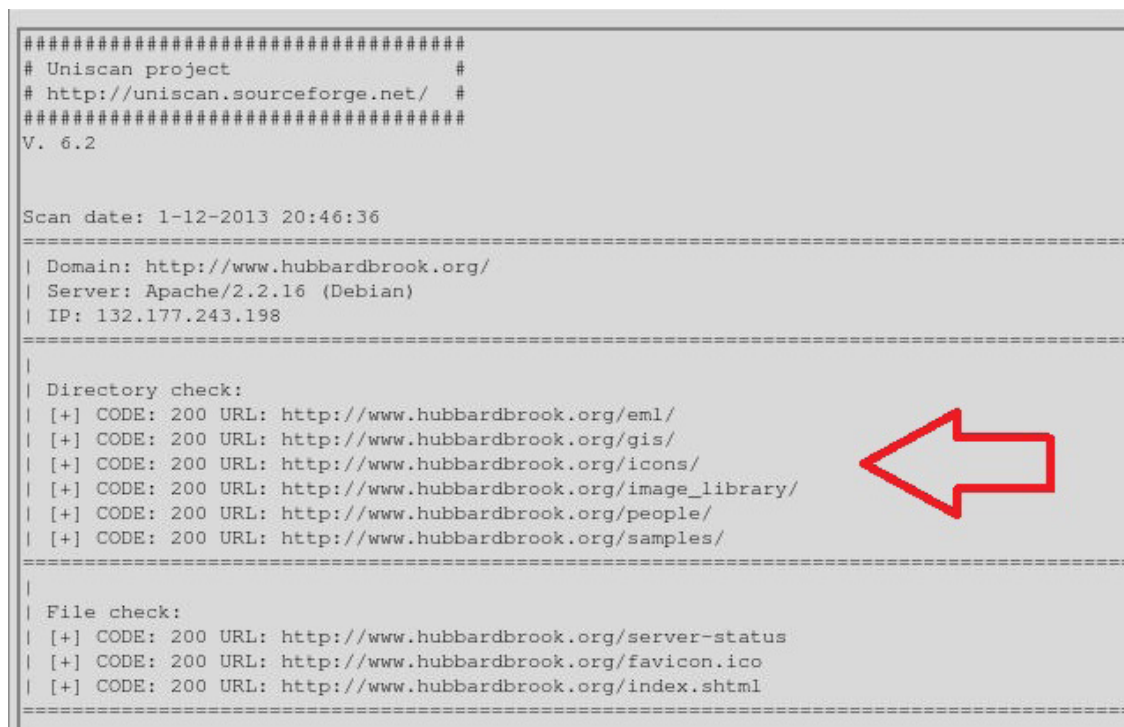 ####################################
# Uniscan project                  #
# http://uniscan.sourceforge.net/  #
####################################
V. 6.2
Scan date: 1-12-2013 20:46:36
==========================================================================================
| Domain: http://www.hubbardbrook.org/
| Server: Apache/2.2.16 (Debian)
| IP: 132.177.243.198
==========================================================================================
|
| Directory check:
| [+] CODE: 200 URL: http://www.hubbardbrook.org/eml/
| [+] CODE: 200 URL: http://www.hubbardbrook.org/gis/
| [+] CODE: 200 URL: http://www.hubbardbrook.org/icons/
| [+] CODE: 200 URL: http://www.hubbardbrook.org/image_library/
| [+] CODE: 200 URL: http://www.hubbardbrook.org/people/
| [+] CODE: 200 URL: http://www.hubbardbrook.org/samples/
==========================================================================================
|
| File check:
| [+] CODE: 200 URL: http://www.hubbardbrook.org/server-status
| [+] CODE: 200 URL: http://www.hubbardbrook.org/favicon.ico
| [+] CODE: 200 URL: http://www.hubbardbrook.org/index.shtml
==========================================================================================